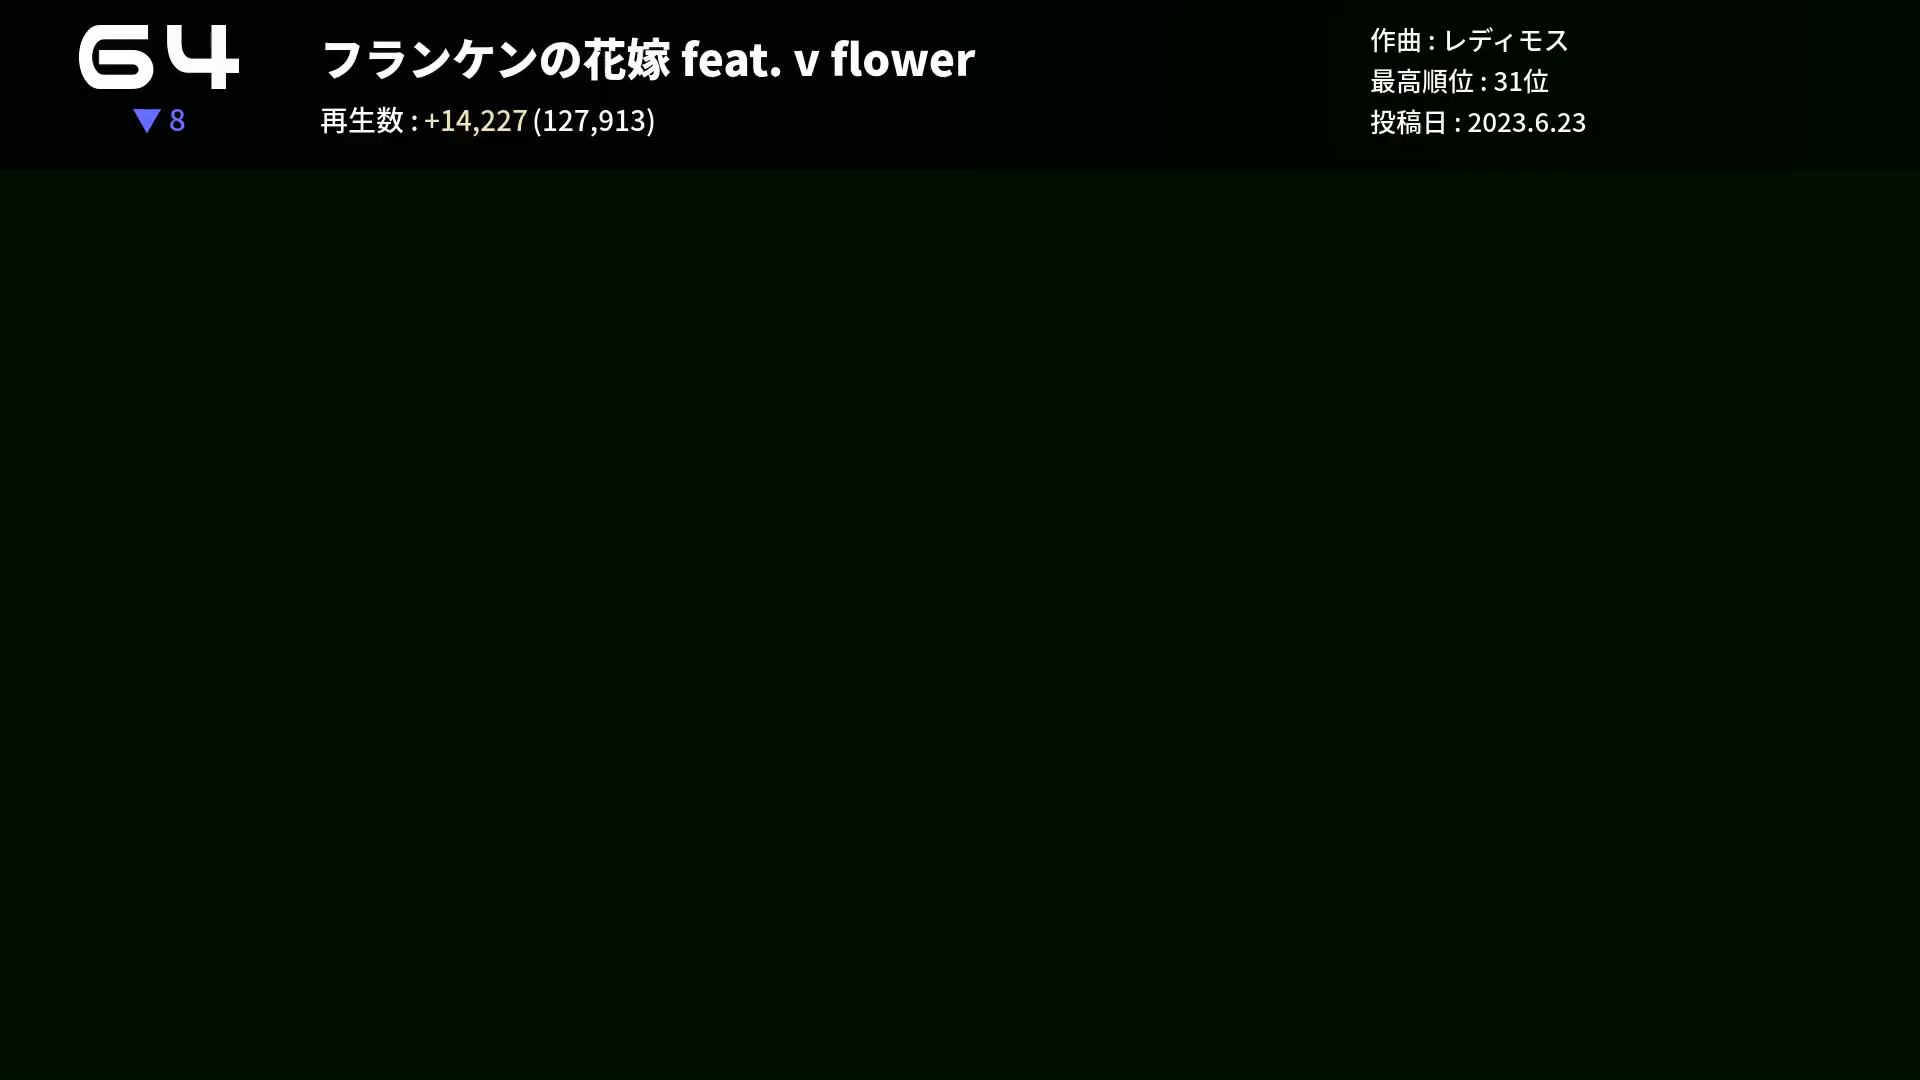 64
▼ 8
フランケンの花嫁 feat. v flower
再生数 : +14,227 (127,913)
作曲 : レディモス
最高順位 : 31位
投稿日 : 2023.6.23